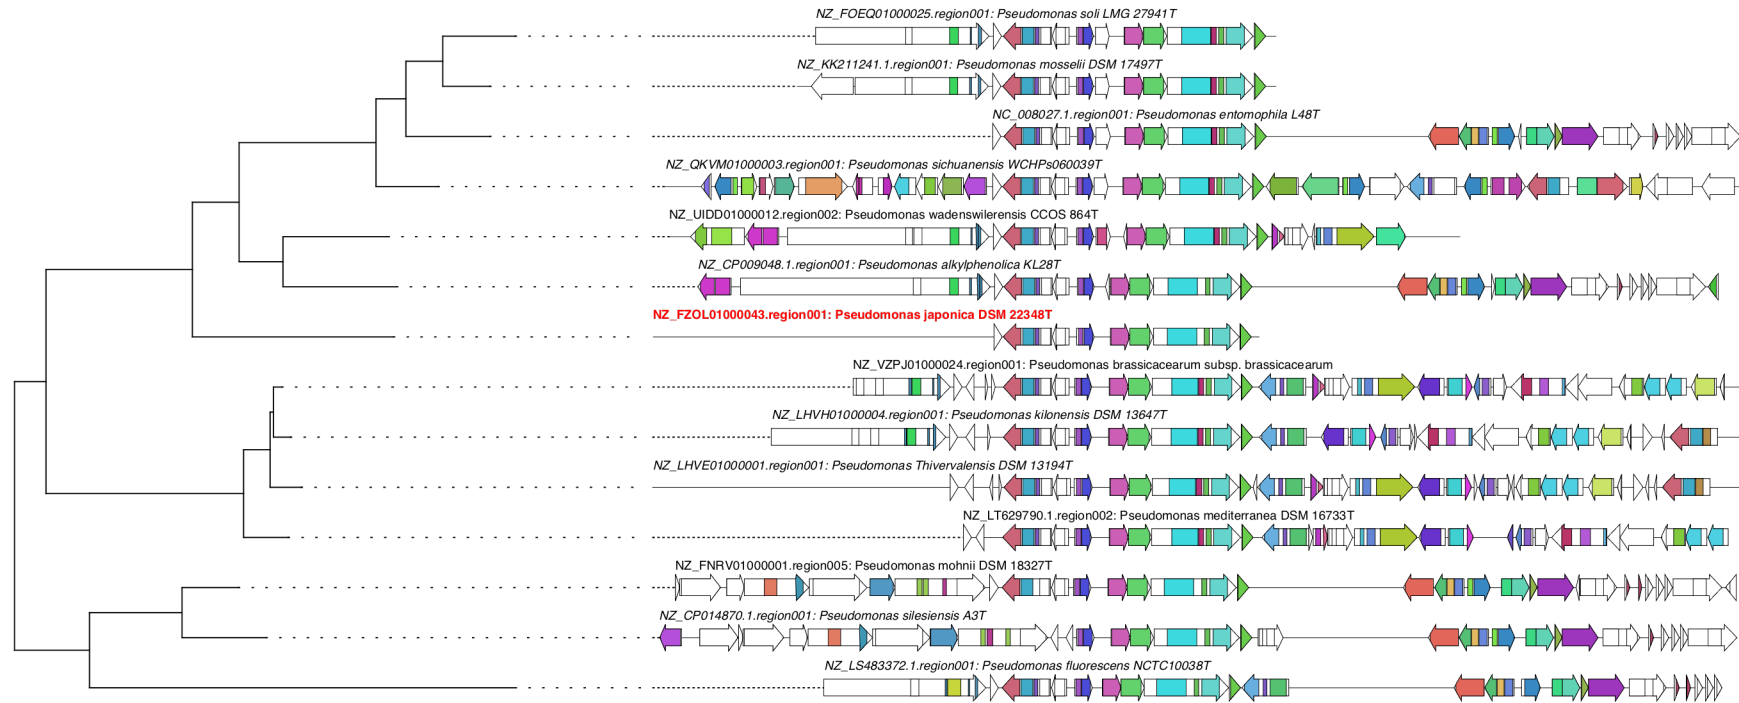 NZ_FOEQ01000025.region001: Pseudomonas soli LMG 27941T
NZ_KK211241.1.region001: Pseudomonas mosselii DSM 17497T
NC_008027.1.region001: Pseudomonas entomophila L48T
NZ_QKVM01000003.region001: Pseudomonas sichuanensis WCHPs060039T
NZ_UIDD01000012.region002: Pseudomonas wadenswilerensis CCOS 864T
NZ_CP009048.1.region001: Pseudomonas alkylphenolica KL28T
NZ_FZOL01000043.region001: Pseudomonas japonica DSM 22348T
NZ_VZPJ01000024.region001: Pseudomonas brassicacearum subsp. brassicacearum
NZ_LHVH01000004.region001: Pseudomonas kilonensis DSM 13647T
NZ_LHVE01000001.region001: Pseudomonas Thivervalensis DSM 13194T
NZ_LT629790.1.region002: Pseudomonas mediterranea DSM 16733T
NZ_FNRV01000001.region005: Pseudomonas mohnii DSM 18327T
NZ_CP014870.1.region001: Pseudomonas silesiensis A3T
NZ_LS483372.1.region001: Pseudomonas fluorescens NCTC10038T